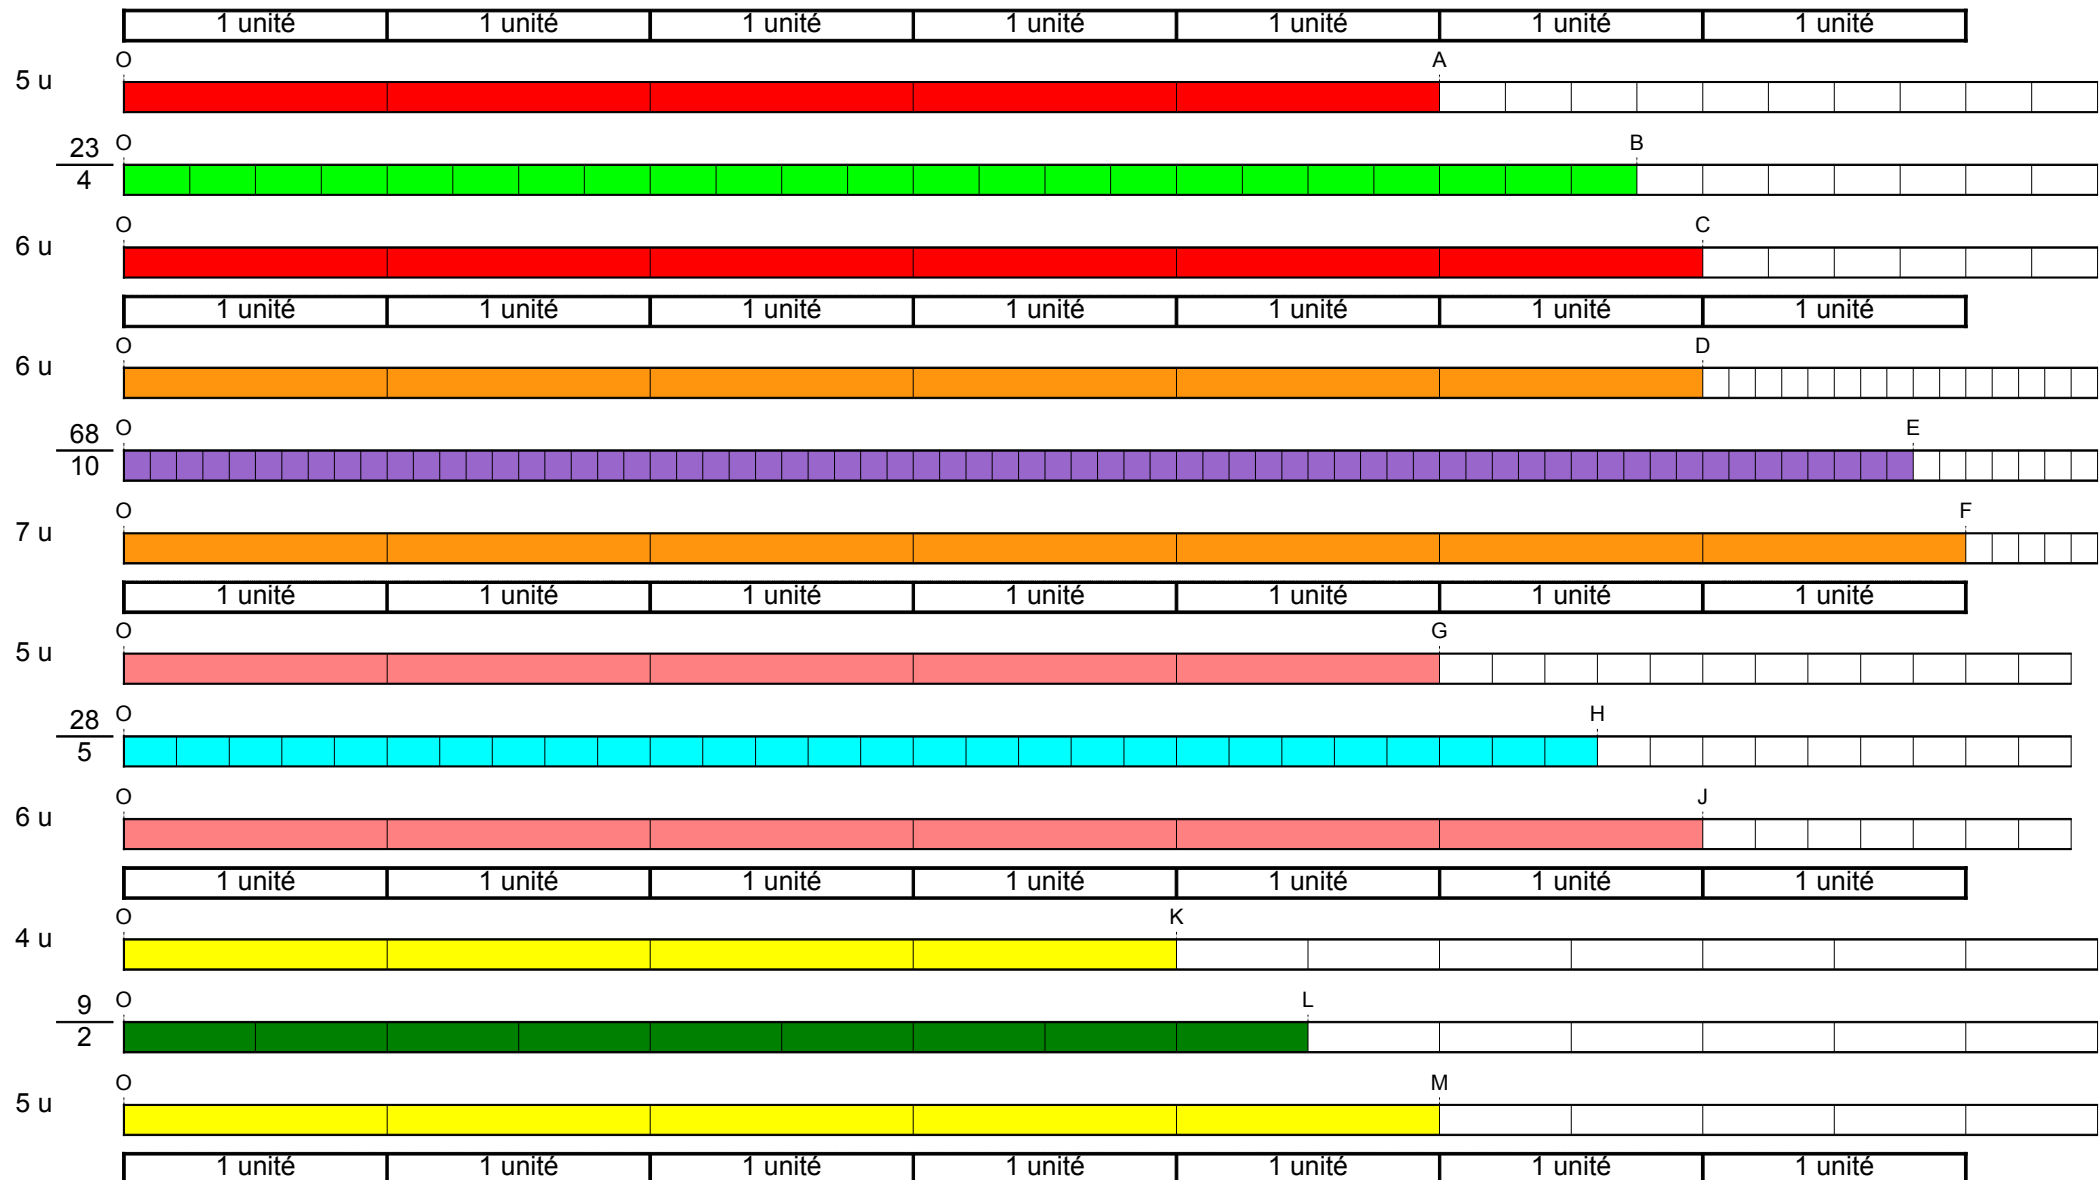 1 unité 1 unité 1 unité 1 unité 1 unité 1 unité 1 unité
O A
5 u
O B
23
4
O C
6 u
1 unité 1 unité 1 unité 1 unité 1 unité 1 unité 1 unité
O D
6 u
O E
68
10
O F
7 u
1 unité 1 unité 1 unité 1 unité 1 unité 1 unité 1 unité
O G
5 u
O H
28
5
O J
6 u
1 unité 1 unité 1 unité 1 unité 1 unité 1 unité 1 unité
O K
4 u
O L
9
2
O M
5 u
1 unité 1 unité 1 unité 1 unité 1 unité 1 unité 1 unité